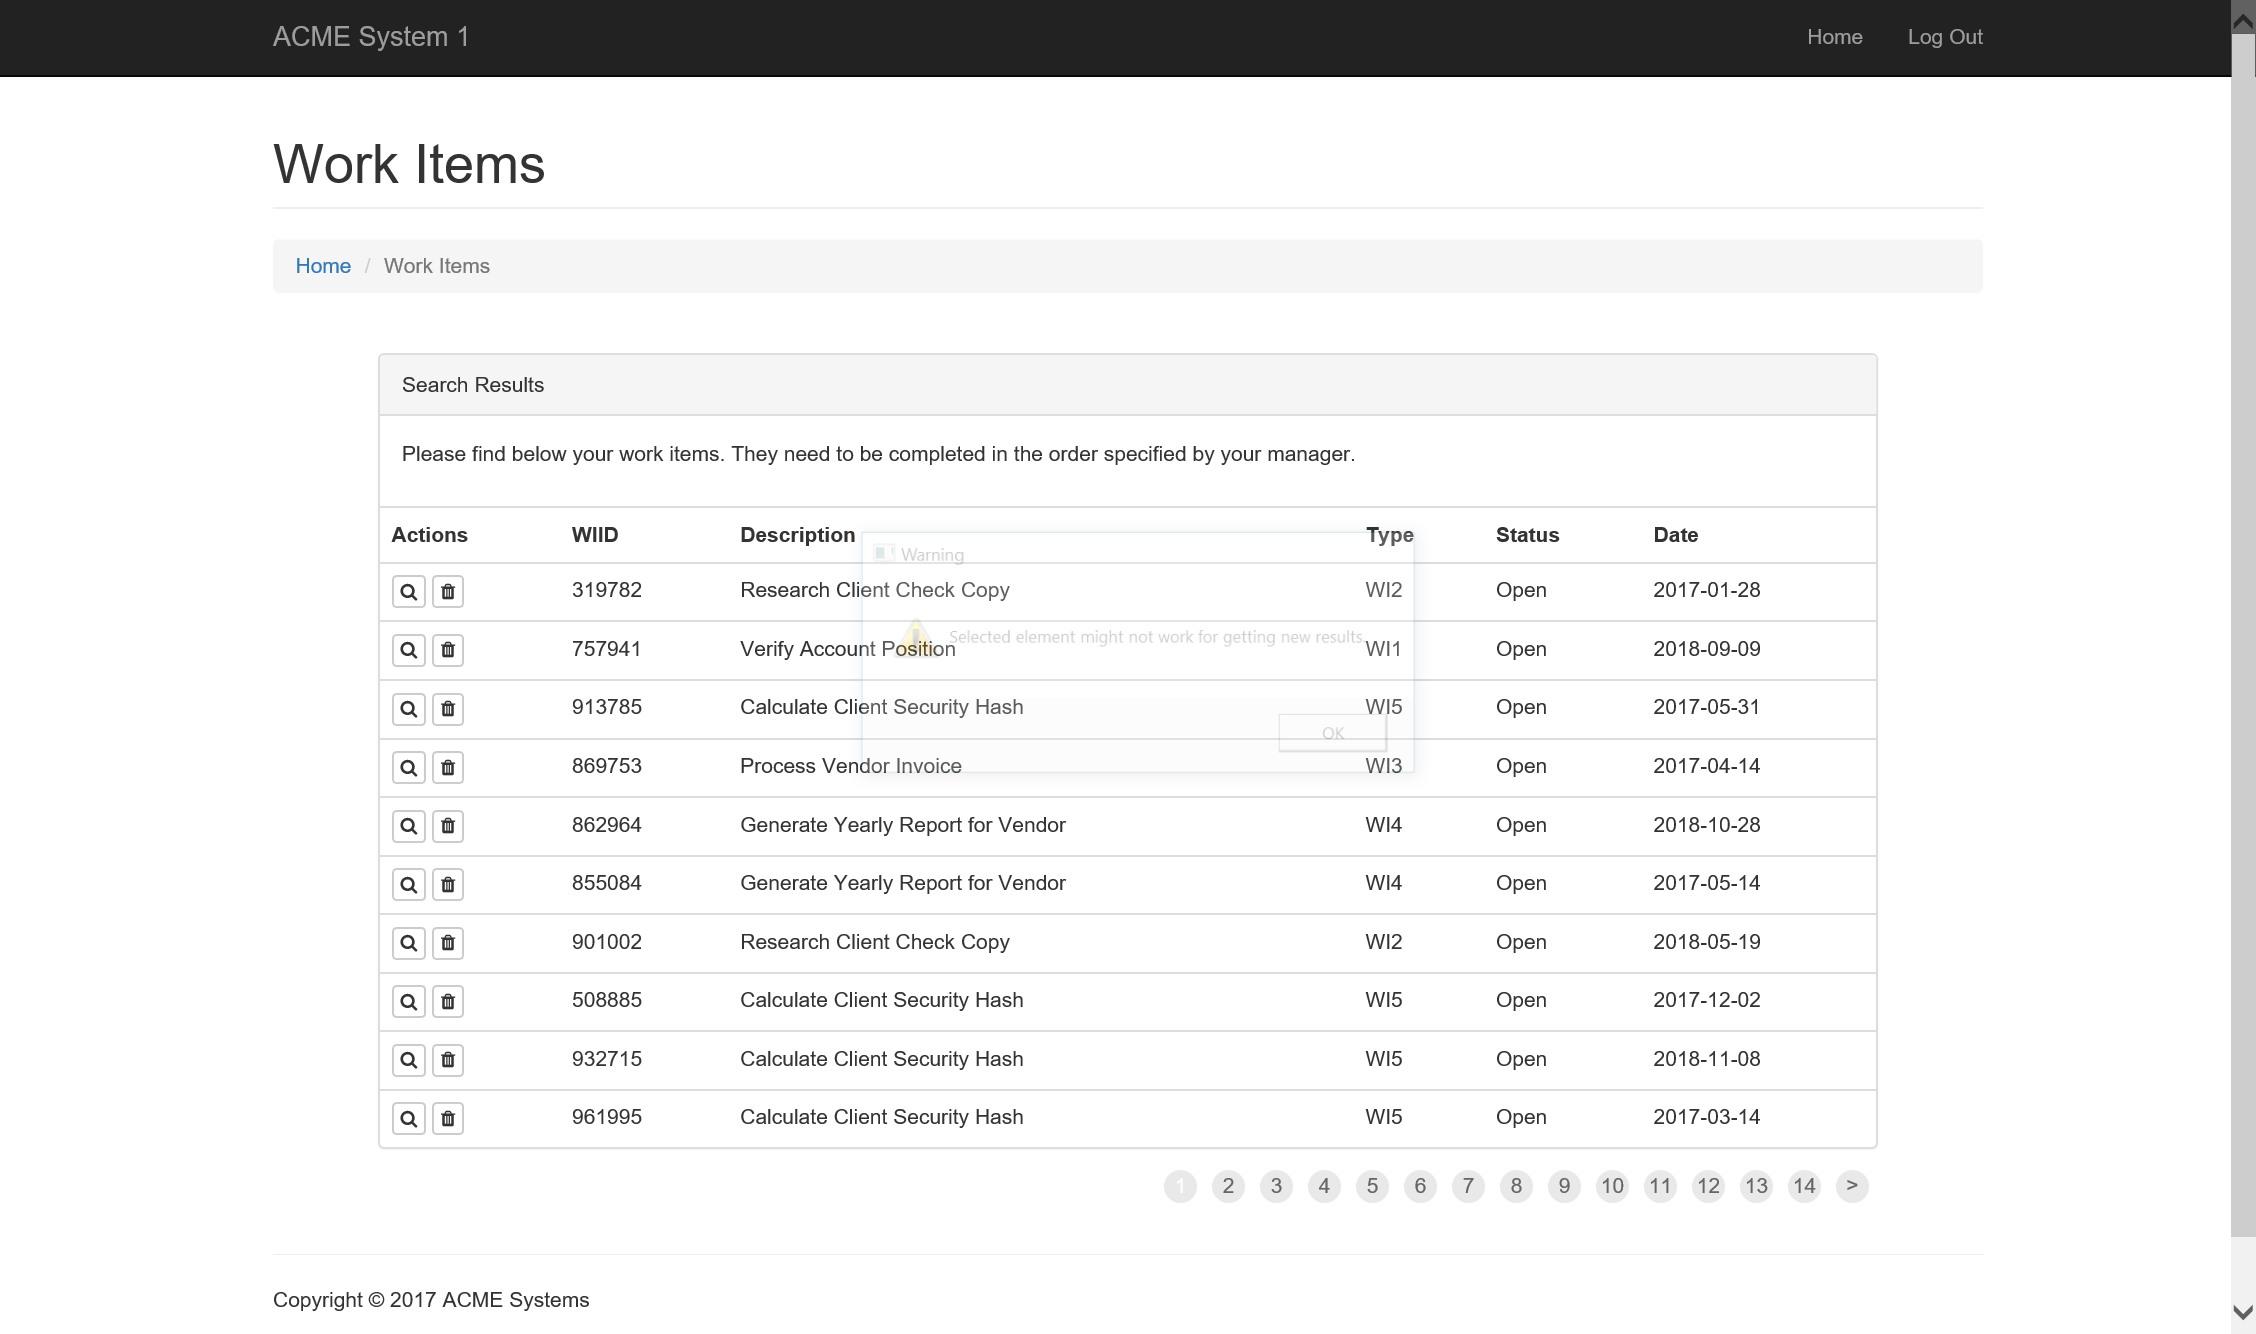 ACME System 1 Home Log Out
Work Items
Home / Work Items
Search Results
Please find below your work items. They need to be completed in the order specified by your manager.
Actions WIID Description Type Status Date
Warning
319782 Research Client Check Copy WI2 Open 2017-01-28
Selected element might not work for getting new results.
757941 Verify Account Position WI1 Open 2018-09-09
913785 Calculate Client Security Hash WI5 Open 2017-05-31
OK
869753 Process Vendor Invoice WI3 Open 2017-04-14
862964 Generate Yearly Report for Vendor WI4 Open 2018-10-28
855084 Generate Yearly Report for Vendor WI4 Open 2017-05-14
901002 Research Client Check Copy WI2 Open 2018-05-19
508885 Calculate Client Security Hash WI5 Open 2017-12-02
932715 Calculate Client Security Hash WI5 Open 2018-11-08
961995 Calculate Client Security Hash WI5 Open 2017-03-14
1 2 3 4 5 6 7 8 9 10 11 12 13 14 >
Copyright © 2017 ACME Systems